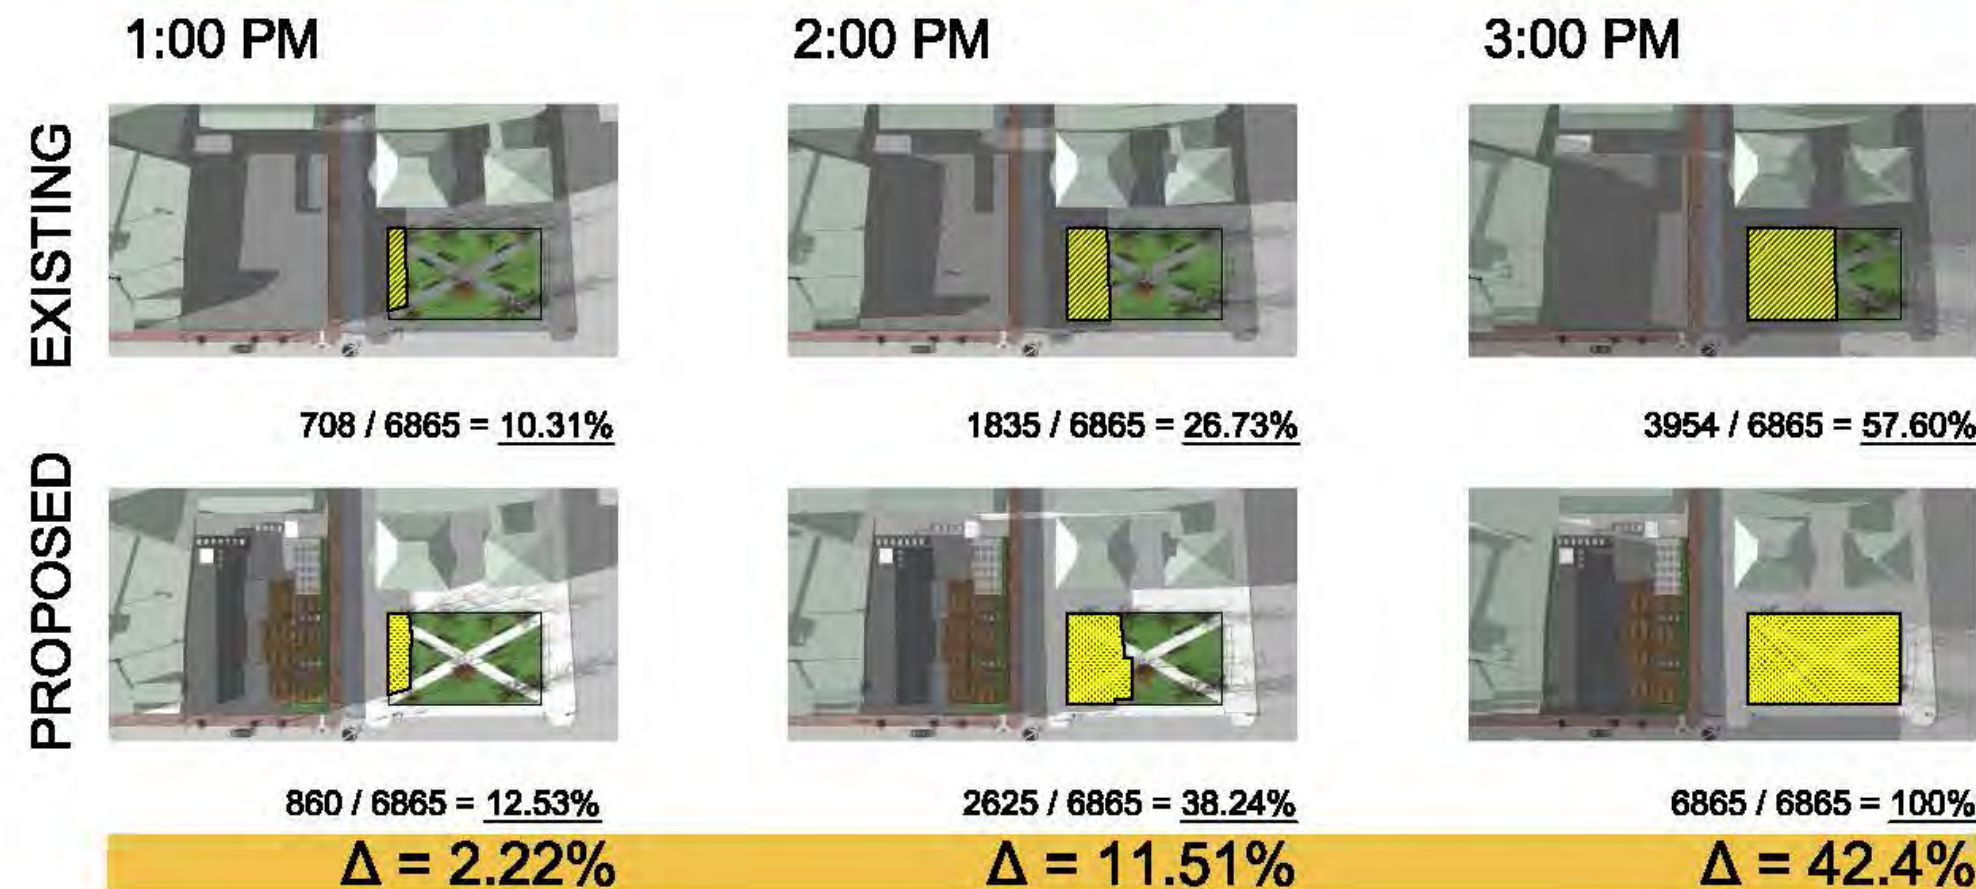 1:00 PM 2:00 PM 3:00 PM
EXISTING
708 / 6865 = 10.31% 1835 / 6865 = 26.73% 3954 / 6865 = 57.60%
PROPOSED
860 / 6865 = 12.53% 2625 / 6865 = 38.24% 6865 / 6865 = 100%
Δ = 2.22% Δ = 11.51% Δ = 42.4%